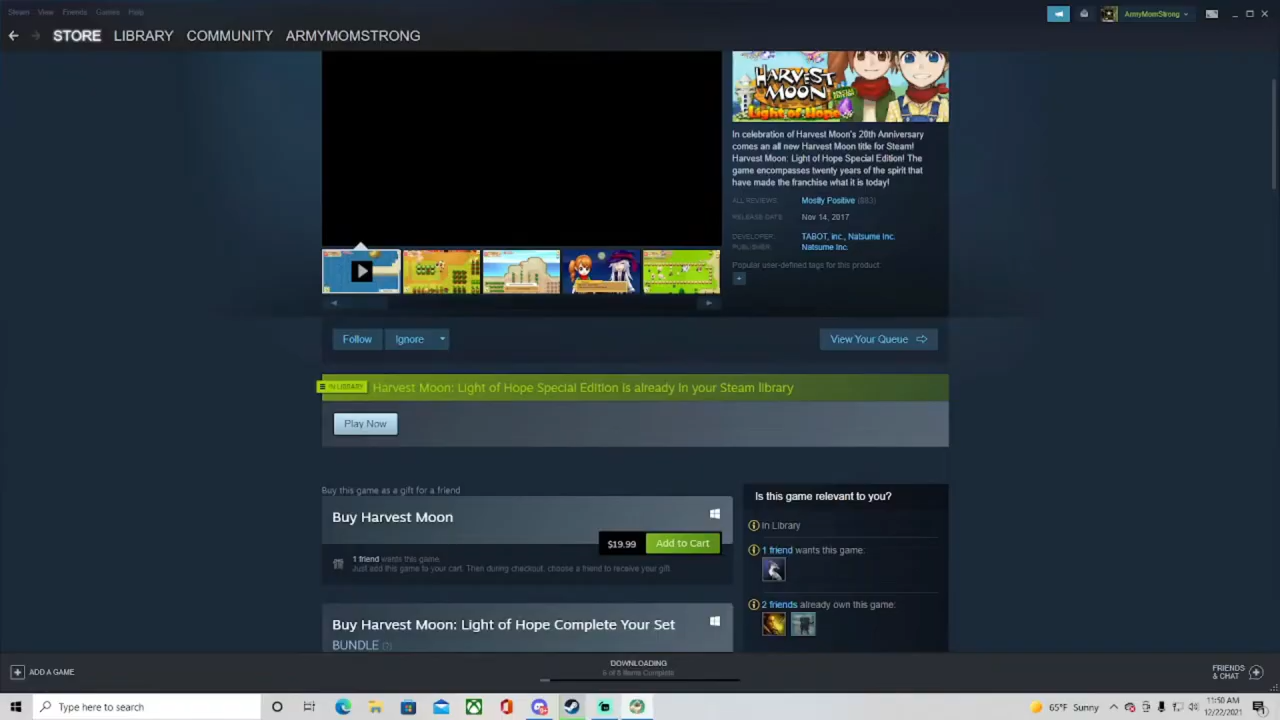 Steam View Friends Games Help
ArmyMomStrong
STORE LIBRARY COMMUNITY ARMYMOMSTRONG
HARVEST MOON
Light of Hope
In celebration of Harvest Moon's 20th Anniversary
comes an all new Harvest Moon title for Steam!
Harvest Moon: Light of Hope Special Edition! The
game encompasses twenty years of the spirit that
have made the franchise what it is today!
ALL REVIEWS: Mostly Positive (883)
RELEASE DATE: Nov 14, 2017
DEVELOPER: TABOT, inc., Natsume Inc.
PUBLISHER: Natsume Inc.
Popular user-defined tags for this product:
+
Follow Ignore View Your Queue
IN LIBRARY Harvest Moon: Light of Hope Special Edition is already in your Steam library
Play Now
Buy this game as a gift for a friend
Buy Harvest Moon
$19.99 Add to Cart
1 friend wants this game.
Just add this game to your cart. Then during checkout, choose a friend to receive your gift.
Buy Harvest Moon: Light of Hope Complete Your Set
BUNDLE (?)
Is this game relevant to you?
In Library
1 friend wants this game:
2 friends already own this game:
ADD A GAME
DOWNLOADING
FRIENDS
& CHAT
Type here to search
65°F Sunny
11:50 AM
12/22/2021